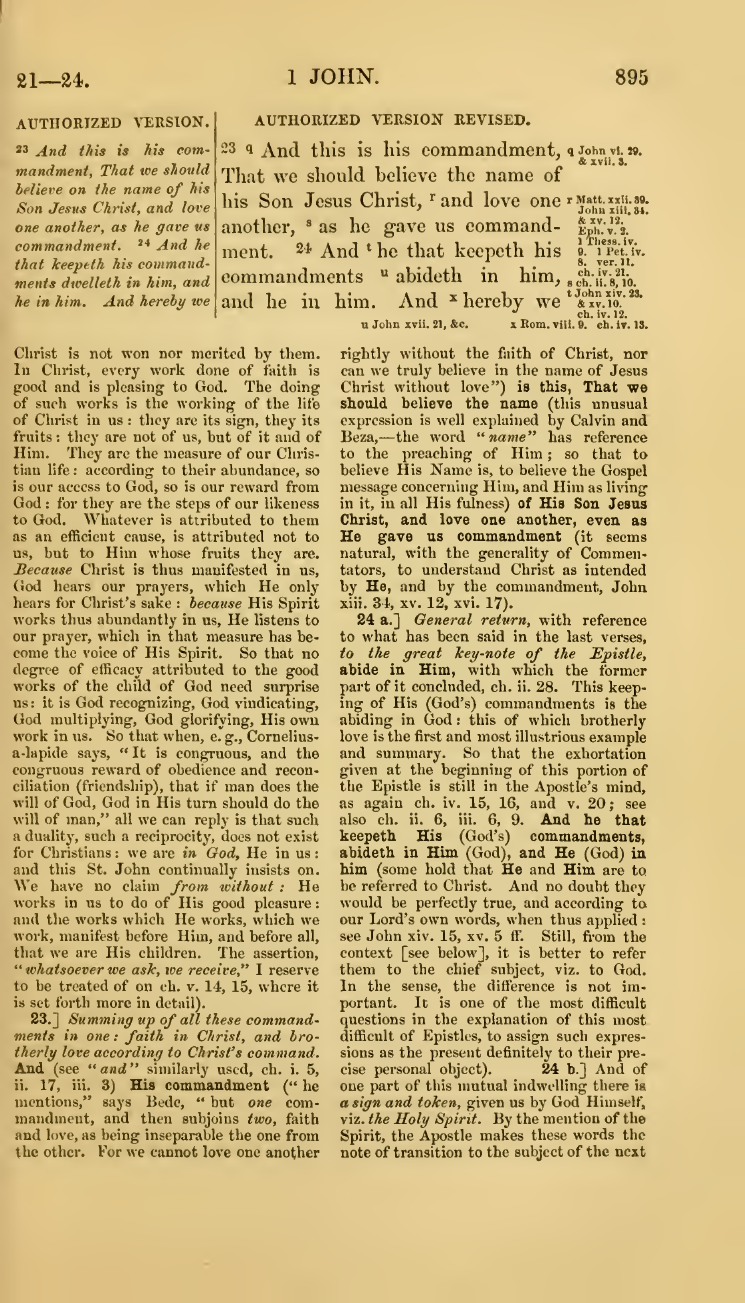 21—24. 1 JOHN. 895
AUTHORIZED VERSION.
23 And this is his com-
mandment, That we should
believe on the name of his
Son Jesus Christ, and love
one another, as he gave us
commandment. 24 And he
that keepeth his command-
ments dwelleth in him, and
he in him. And hereby we
AUTHORIZED VERSION REVISED.
23 q And this is his commandment,
That we should believe the name of
his Son Jesus Christ, r and love one
another, s as he gave us command-
ment. 24 And t he that keepeth his
commandments u abideth in him,
and he in him. And x hereby we
q John vi. 29.
& xvii. 3.
r Matt. xxii. 39.
John xiii. 34.
& xv. 12.
Eph. v. 2.
1 Thess. iv.
9. 1 Pet. iv.
8. ver. 11.
ch. iv. 21.
s ch. ii. 8, 10.
t John xiv. 23.
& xv. 10.
ch. iv. 12.
u John xvii. 21, &c. x Rom. viii. 9. ch. iv. 13.
Christ is not won nor merited by them.
In Christ, every work done of faith is
good and is pleasing to God. The doing
of such works is the working of the life
of Christ in us : they are its sign, they its
fruits : they are not of us, but of it and of
Him. They are the measure of our Chris-
tian life : according to their abundance, so
is our access to God, so is our reward from
God : for they are the steps of our likeness
to God. Whatever is attributed to them
as an efficient cause, is attributed not to
us, but to Him whose fruits they are.
Because Christ is thus manifested in us,
God hears our prayers, which He only
hears for Christ's sake : because His Spirit
works thus abundantly in us, He listens to
our prayer, which in that measure has be-
come the voice of His Spirit. So that no
degree of efficacy attributed to the good
works of the child of God need surprise
us : it is God recognizing, God vindicating,
God multiplying, God glorifying, His own
work in us. So that when, e. g., Cornelius-
a-lapide says, “ It is congruous, and the
congruous reward of obedience and recon-
ciliation (friendship), that if man does the
will of God, God in His turn should do the
will of man,” all we can reply is that such
a duality, such a reciprocity, does not exist
for Christians : we are in God, He in us :
and this St. John continually insists on.
We have no claim from without : He
works in us to do of His good pleasure :
and the works which He works, which we
work, manifest before Him, and before all,
that we are His children. The assertion,
“ whatsoever we ask, we receive,” I reserve
to be treated of on ch. v. 14, 15, where it
is set forth more in detail).
23.] Summing up of all these command-
ments in one : faith in Christ, and bro-
therly love according to Christ's command.
And (see “ and” similarly used, ch. i. 5,
ii. 17, iii. 3) His commandment (“ he
mentions,” says Bede, “ but one com-
mandment, and then subjoins two, faith
and love, as being inseparable the one from
the other. For we cannot love one another
rightly without the faith of Christ, nor
can we truly believe in the name of Jesus
Christ without love”) is this, That we
should believe the name (this unusual
expression is well explained by Calvin and
Beza,—the word “ name” has reference
to the preaching of Him ; so that to
believe His Name is, to believe the Gospel
message concerning Him, and Him as living
in it, in all His fulness) of His Son Jesus
Christ, and love one another, even as
He gave us commandment (it seems
natural, with the generality of Commen-
tators, to understand Christ as intended
by He, and by the commandment, John
xiii. 34, xv. 12, xvi. 17).
24 a.] General return, with reference
to what has been said in the last verses,
to the great key-note of the Epistle,
abide in Him, with which the former
part of it concluded, ch. ii. 28. This keep-
ing of His (God's) commandments is the
abiding in God : this of which brotherly
love is the first and most illustrious example
and summary. So that the exhortation
given at the beginning of this portion of
the Epistle is still in the Apostle's mind,
as again ch. iv. 15, 16, and v. 20 ; see
also ch. ii. 6, iii. 6, 9. And he that
keepeth His (God's) commandments,
abideth in Him (God), and He (God) in
him (some hold that He and Him are to
be referred to Christ. And no doubt they
would be perfectly true, and according to
our Lord's own words, when thus applied :
see John xiv. 15, xv. 5 ff. Still, from the
context [see below], it is better to refer
them to the chief subject, viz. to God.
In the sense, the difference is not im-
portant. It is one of the most difficult
questions in the explanation of this most
difficult of Epistles, to assign such expres-
sions as the present definitely to their pre-
cise personal object). 24 b.] And of
one part of this mutual indwelling there is
a sign and token, given us by God Himself,
viz. the Holy Spirit. By the mention of the
Spirit, the Apostle makes these words the
note of transition to the subject of the next